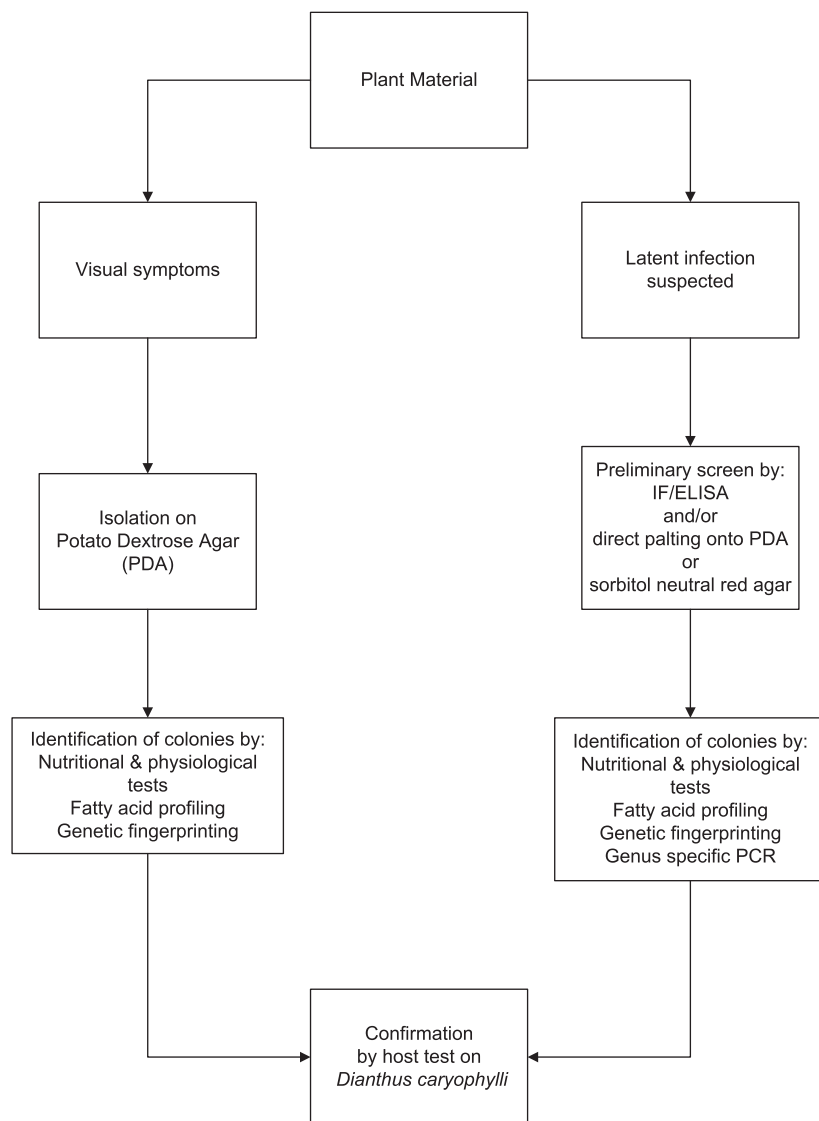 Plant Material
Visual symptoms
Latent infection
suspected
Isolation on
Potato Dextrose Agar
(PDA)
Preliminary screen by:
IF/ELISA
and/or
direct palting onto PDA
or
sorbitol neutral red agar
Identification of colonies by:
Nutritional & physiological
tests
Fatty acid profiling
Genetic fingerprinting
Identification of colonies by:
Nutritional & physiological
tests
Fatty acid profiling
Genetic fingerprinting
Genus specific PCR
Confirmation
by host test on
Dianthus caryophylli